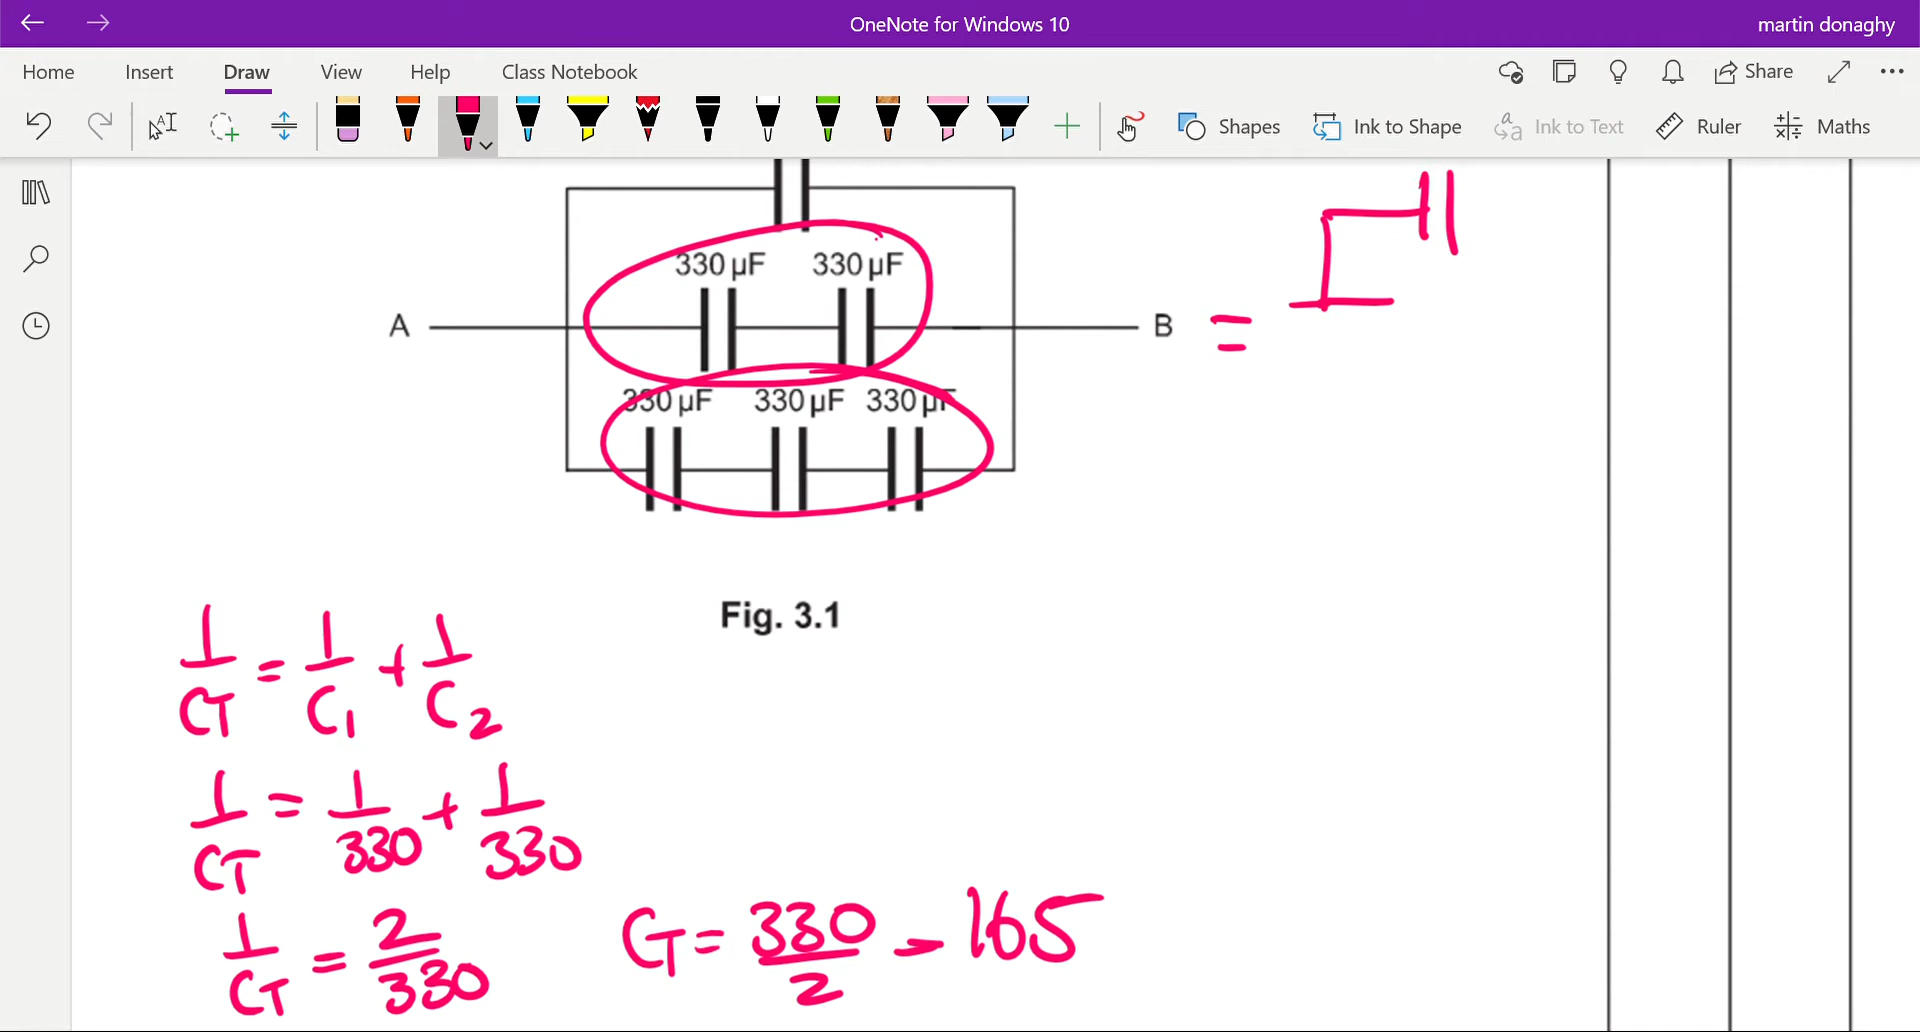 OneNote for Windows 10
martin donaghy
Home Insert Draw View Help Class Notebook Share
Shapes Ink to Shape Ink to Text Ruler Maths
330 µF 330 µF
A B =
330 µF 330 µF 330 µF
Fig. 3.1
1/CT = 1/C1 + 1/C2
1/CT = 1/330 + 1/330
1/CT = 2/330 CT = 330/2 = 165